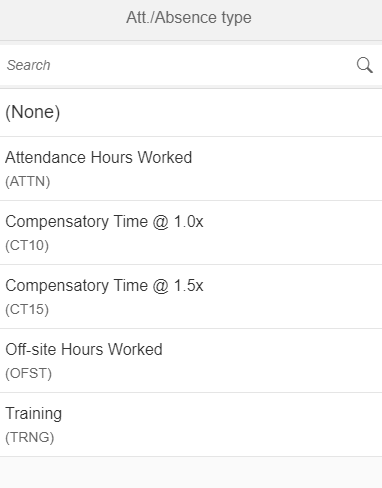 Att./Absence type
Search
(None)
Attendance Hours Worked
(ATTN)
Compensatory Time @ 1.0x
(CT10)
Compensatory Time @ 1.5x
(CT15)
Off-site Hours Worked
(OFST)
Training
(TRNG)